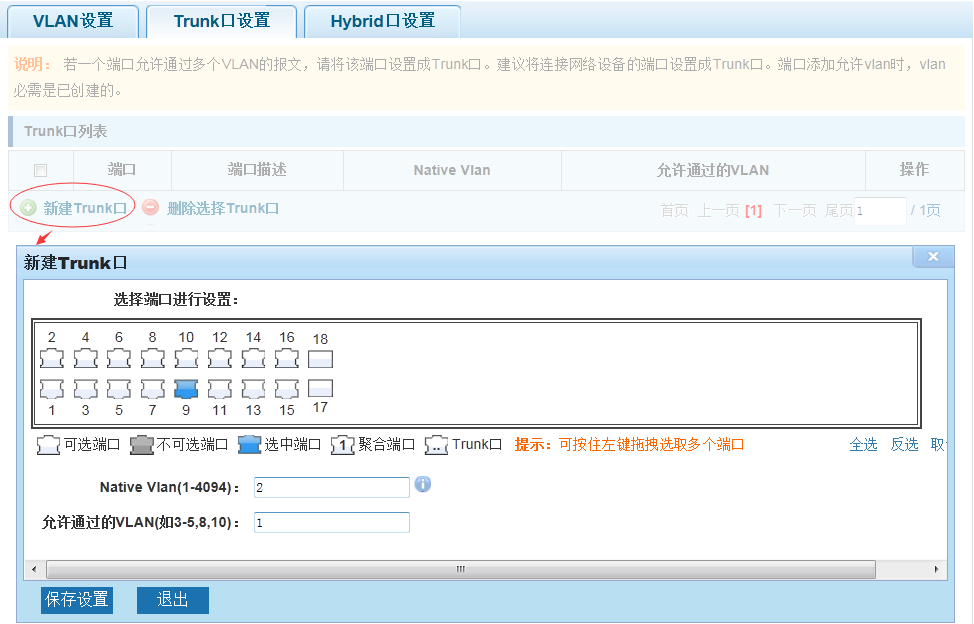 VLAN设置 Trunk口设置 Hybrid口设置
说明： 若一个端口允许通过多个VLAN的报文，请将该端口设置成Trunk口。建议将连接网络设备的端口设置成Trunk口。端口添加允许vlan时，vlan
必需是已创建的。
Trunk口列表
端口 端口描述 Native Vlan 允许通过的VLAN 操作
新建Trunk口 删除选择Trunk口 首页 上一页 [1] 下一页 尾页 1 / 1页
新建Trunk口
选择端口进行设置：
2 4 6 8 10 12 14 16 18
1 3 5 7 9 11 13 15 17
可选端口 不可选端口 选中端口 1 聚合端口 .. Trunk口 提示：可按住左键拖拽选取多个端口 全选 反选 取
Native Vlan(1-4094)： 2
允许通过的VLAN(如3-5,8,10)： 1
保存设置 退出